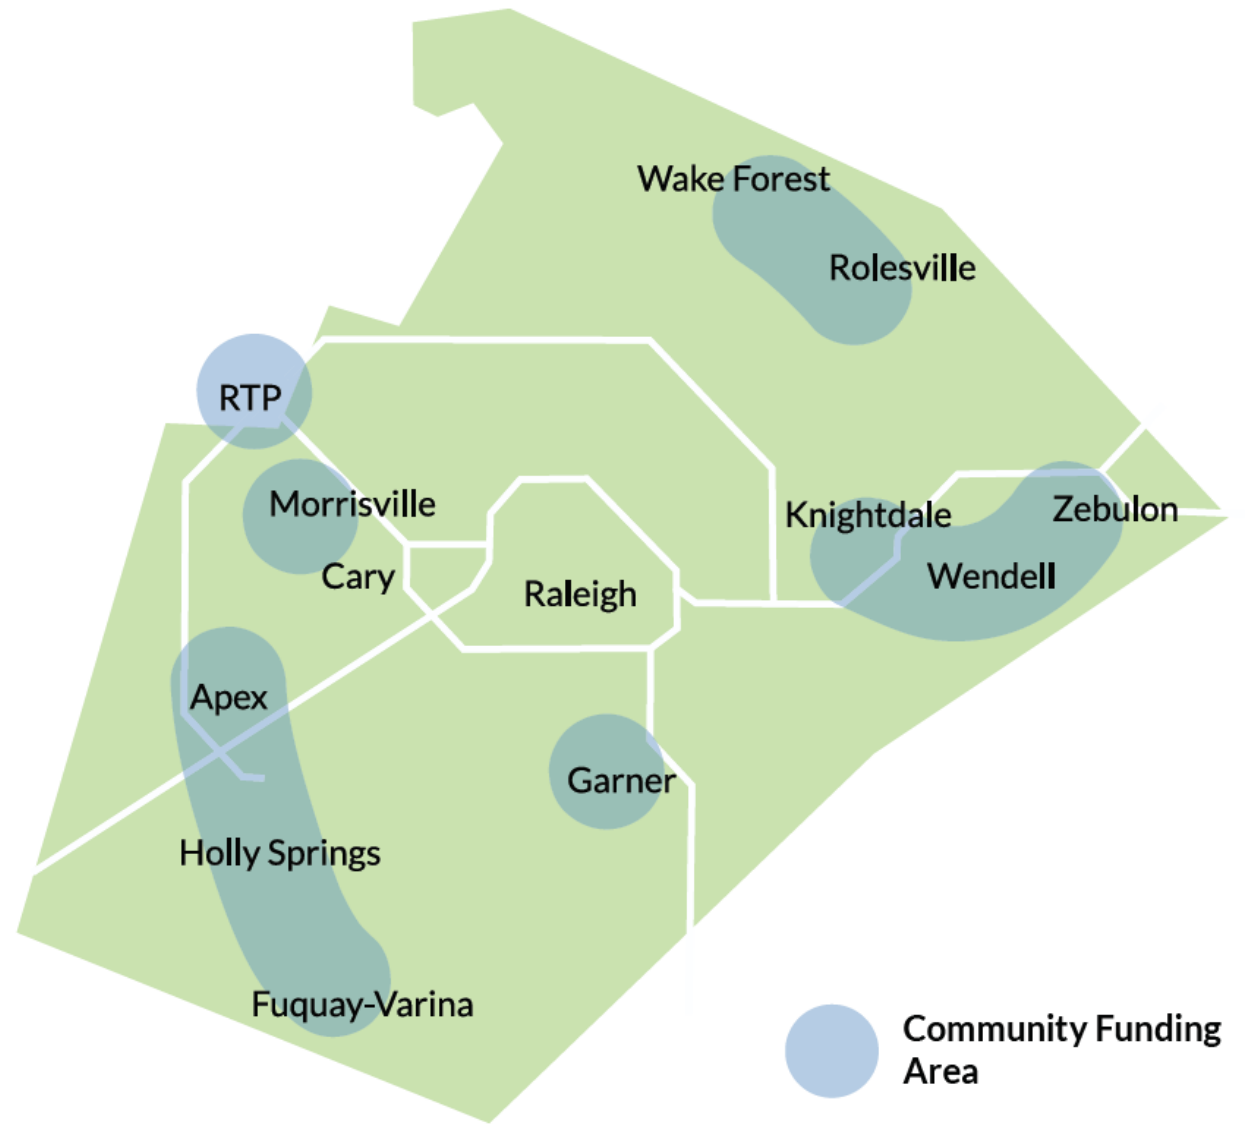 Wake Forest
Rolesville
RTP
Morrisville
Knightdale
Zebulon
Cary
Raleigh
Wendell
Apex
Garner
Holly Springs
Fuquay-Varina
Community Funding
Area